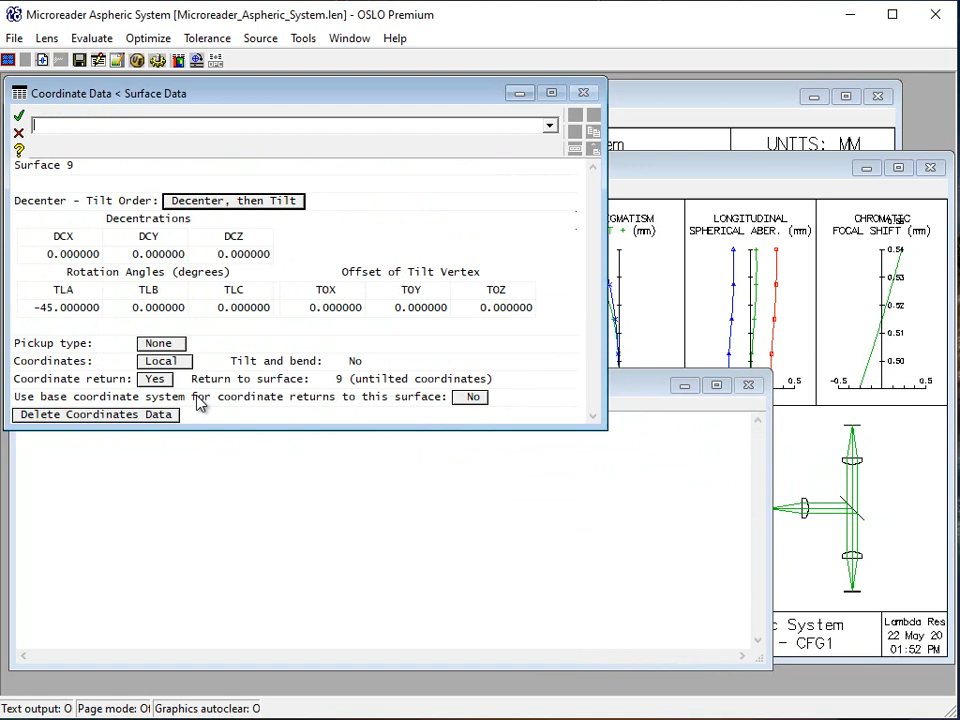 Microreader Aspheric System [Microreader_Aspheric_System.len] - OSLO Premium
File Lens Evaluate Optimize Tolerance Source Tools Window Help
Coordinate Data < Surface Data
Surface 9
Decenter - Tilt Order: Decenter, then Tilt
Decentrations
DCX DCY DCZ
0.000000 0.000000 0.000000
Rotation Angles (degrees) Offset of Tilt Vertex
TLA TLB TLC TOX TOY TOZ
-45.000000 0.000000 0.000000 0.000000 0.000000 0.000000
Pickup type: None
Coordinates: Local Tilt and bend: No
Coordinate return: Yes Return to surface: 9 (untilted coordinates)
Use base coordinate system for coordinate returns to this surface: No
Delete Coordinates Data
em UNITS: MM
IGMATISM
T + (mm)
LONGITUDINAL
SPHERICAL ABER. (mm)
CHROMATIC
FOCAL SHIFT (mm)
0.54
0.53
0.52
0.51
0.50
0.5 0.5 0.5
c System
- CFG1
Lambda Res
22 May 20
01:52 PM
Text output: O Page mode: Of Graphics autoclear: O